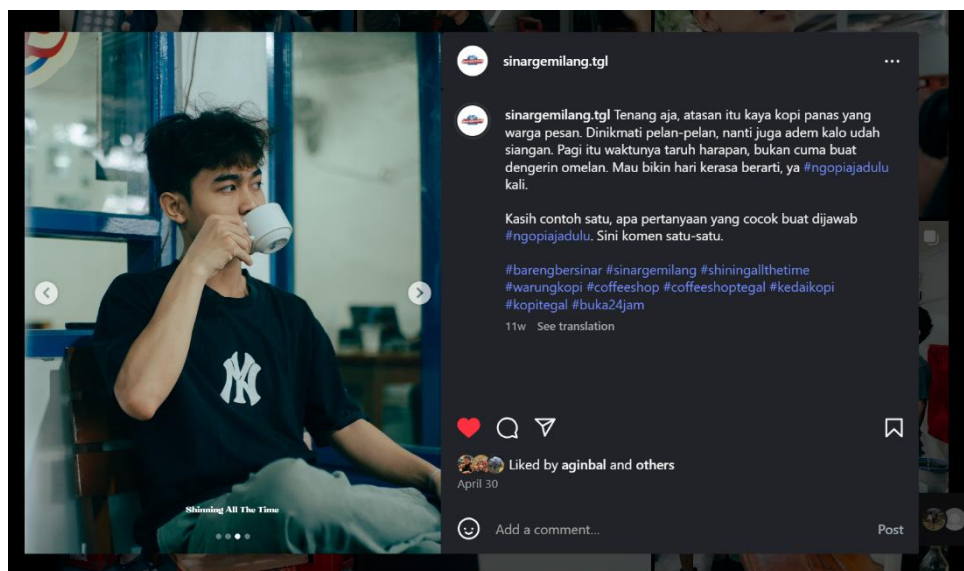 sinargemilang.tgl
sinargemilang.tgl Tenang aja, atasan itu kaya kopi panas yang
warga pesan. Dinikmati pelan-pelan, nanti juga adem kalo udah
siangan. Pagi itu waktunya taruh harapan, bukan cuma buat
dengerin omelan. Mau bikin hari kerasa berarti, ya #ngopiajadulu
kali.
Kasih contoh satu, apa pertanyaan yang cocok buat dijawab
#ngopiajadulu. Sini komen satu-satu.
#barengbersinar #sinargemilang #shiningallthetime
#warungkopi #coffeeshop #coffeeshoptegal #kedaikopi
#kopitegal #buka24jam
11w See translation
Liked by aginbal and others
April 30
Add a comment... Post
NY
Shinning All The Time